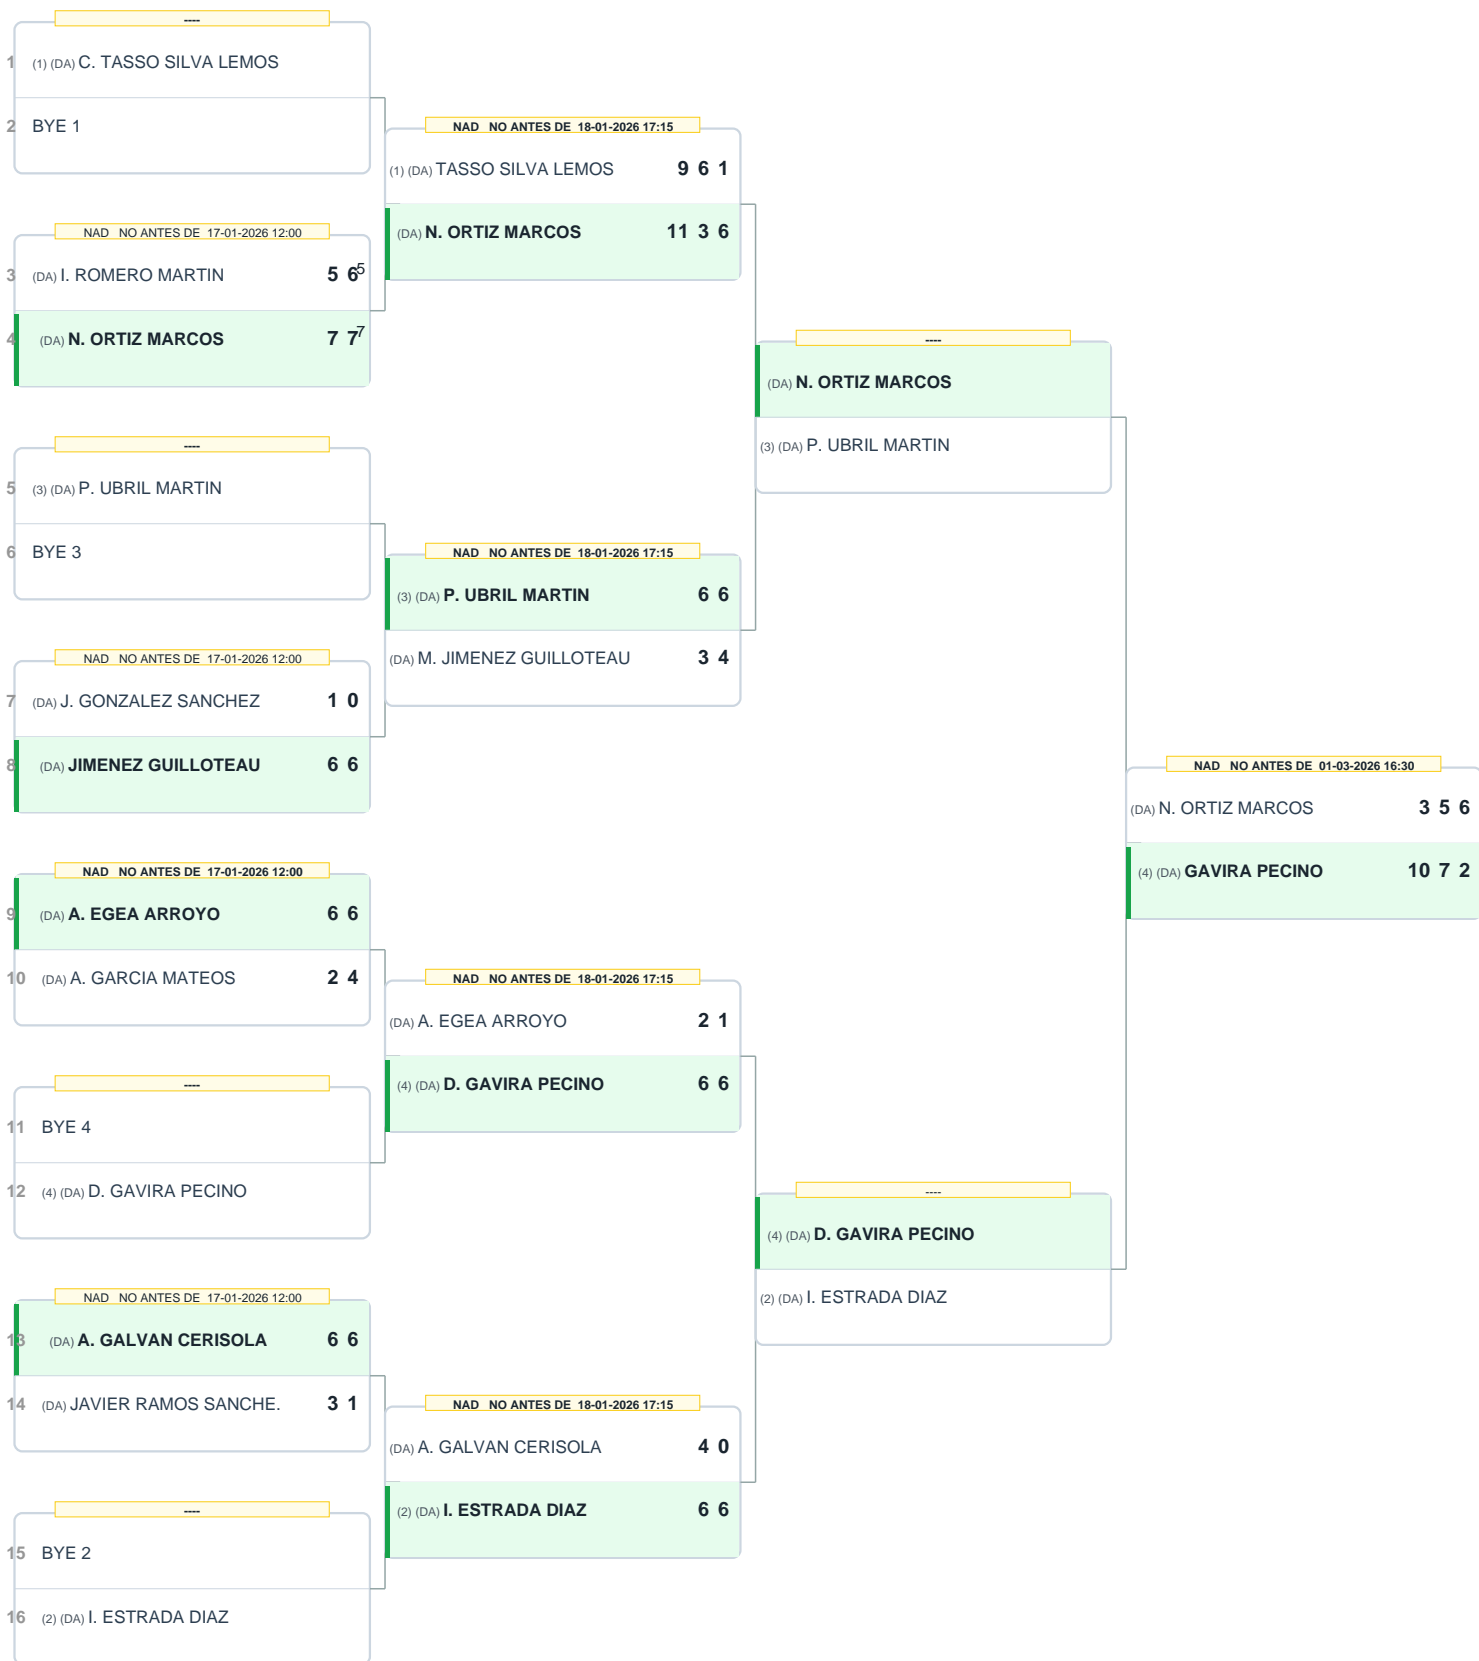 ----
1 (1) (DA) C. TASSO SILVA LEMOS
2 BYE 1
NAD NO ANTES DE 17-01-2026 12:00
3 (DA) I. ROMERO MARTIN 5 6 5
4 (DA) N. ORTIZ MARCOS 7 7 7
----
5 (3) (DA) P. UBRIL MARTIN
6 BYE 3
NAD NO ANTES DE 17-01-2026 12:00
7 (DA) J. GONZALEZ SANCHEZ 1 0
8 (DA) JIMENEZ GUILLOTEAU 6 6
NAD NO ANTES DE 17-01-2026 12:00
9 (DA) A. EGEA ARROYO 6 6
10 (DA) A. GARCIA MATEOS 2 4
----
11 BYE 4
12 (4) (DA) D. GAVIRA PECINO
NAD NO ANTES DE 17-01-2026 12:00
13 (DA) A. GALVAN CERISOLA 6 6
14 (DA) JAVIER RAMOS SANCHE. 3 1
----
15 BYE 2
16 (2) (DA) I. ESTRADA DIAZ
NAD NO ANTES DE 18-01-2026 17:15
(1) (DA) TASSO SILVA LEMOS 9 6 1
(DA) N. ORTIZ MARCOS 11 3 6
NAD NO ANTES DE 18-01-2026 17:15
(3) (DA) P. UBRIL MARTIN 6 6
(DA) M. JIMENEZ GUILLOTEAU 3 4
NAD NO ANTES DE 18-01-2026 17:15
(DA) A. EGEA ARROYO 2 1
(4) (DA) D. GAVIRA PECINO 6 6
NAD NO ANTES DE 18-01-2026 17:15
(DA) A. GALVAN CERISOLA 4 0
(2) (DA) I. ESTRADA DIAZ 6 6
----
(DA) N. ORTIZ MARCOS
(3) (DA) P. UBRIL MARTIN
----
(4) (DA) D. GAVIRA PECINO
(2) (DA) I. ESTRADA DIAZ
NAD NO ANTES DE 01-03-2026 16:30
(DA) N. ORTIZ MARCOS 3 5 6
(4) (DA) GAVIRA PECINO 10 7 2